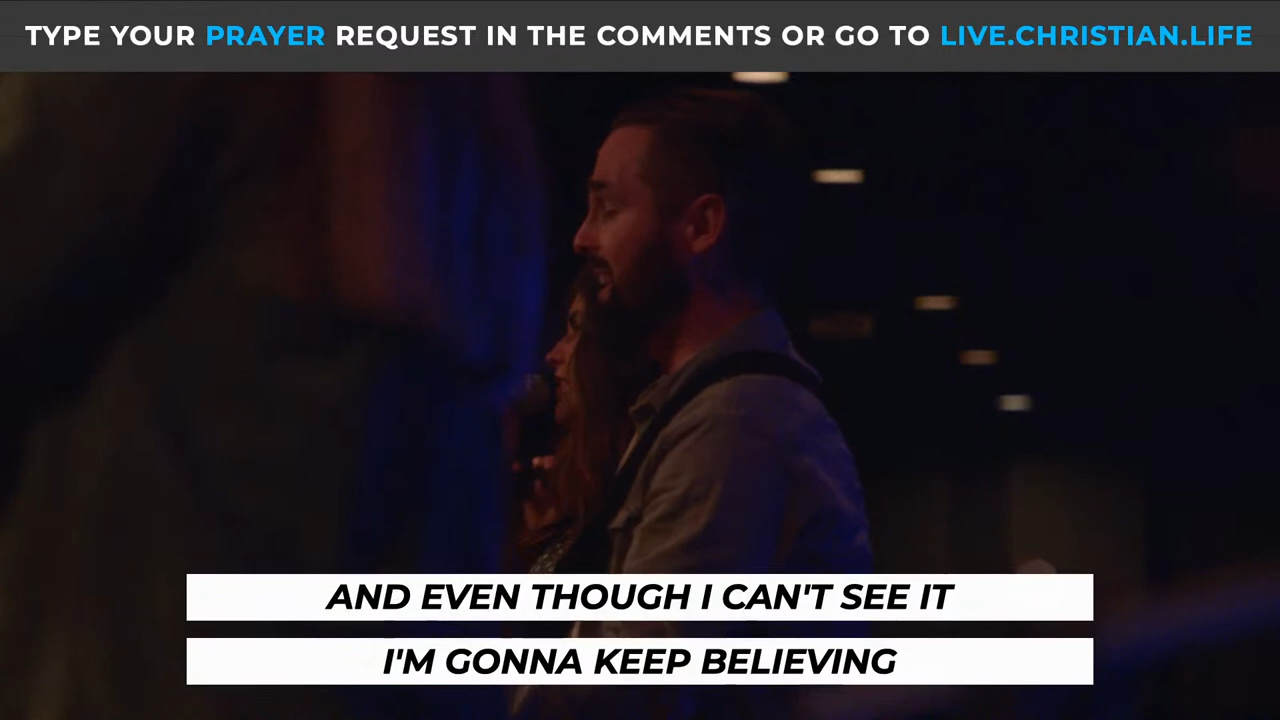 TYPE YOUR PRAYER REQUEST IN THE COMMENTS OR GO TO LIVE.CHRISTIAN.LIFE
AND EVEN THOUGH I CAN'T SEE IT
I'M GONNA KEEP BELIEVING